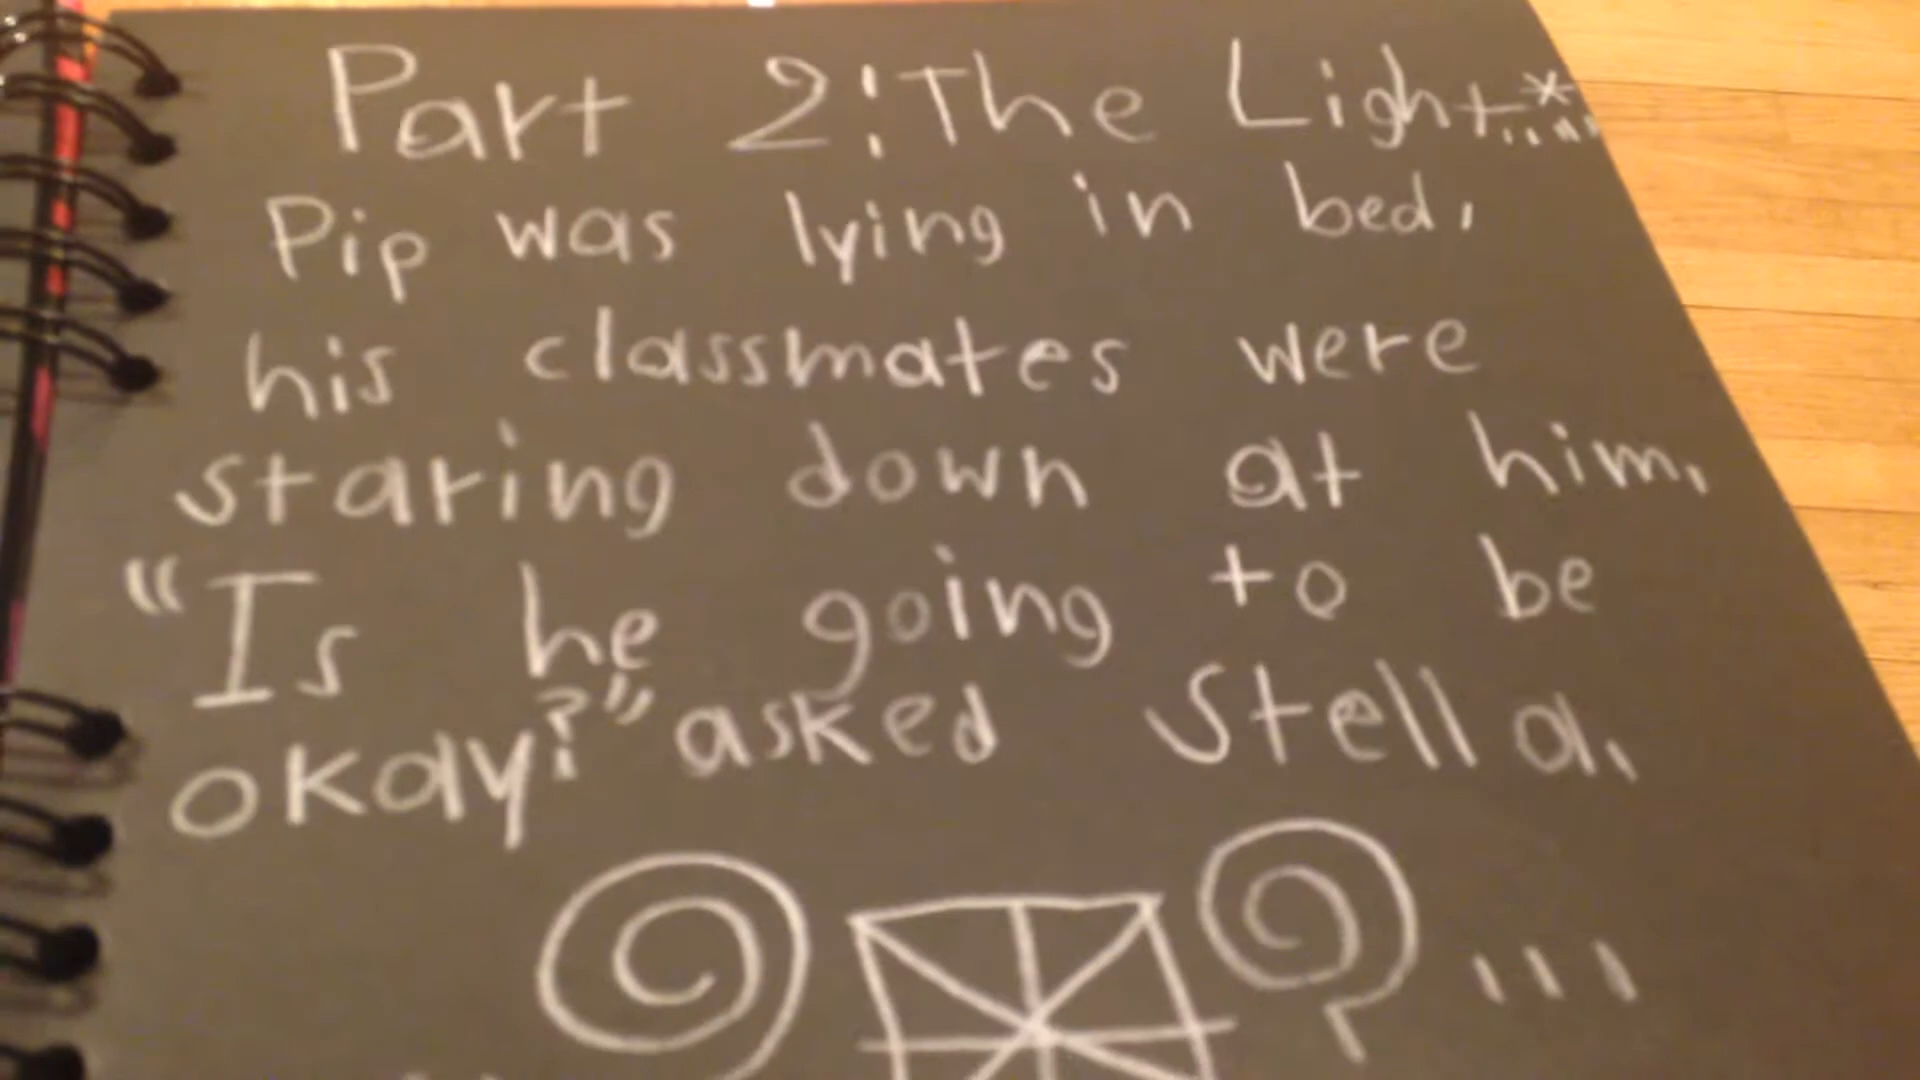 Part 2: The Light*...
Pip was lying in bed,
his classmates were
staring down at him,
"Is he going to be
okay?" asked Stella,